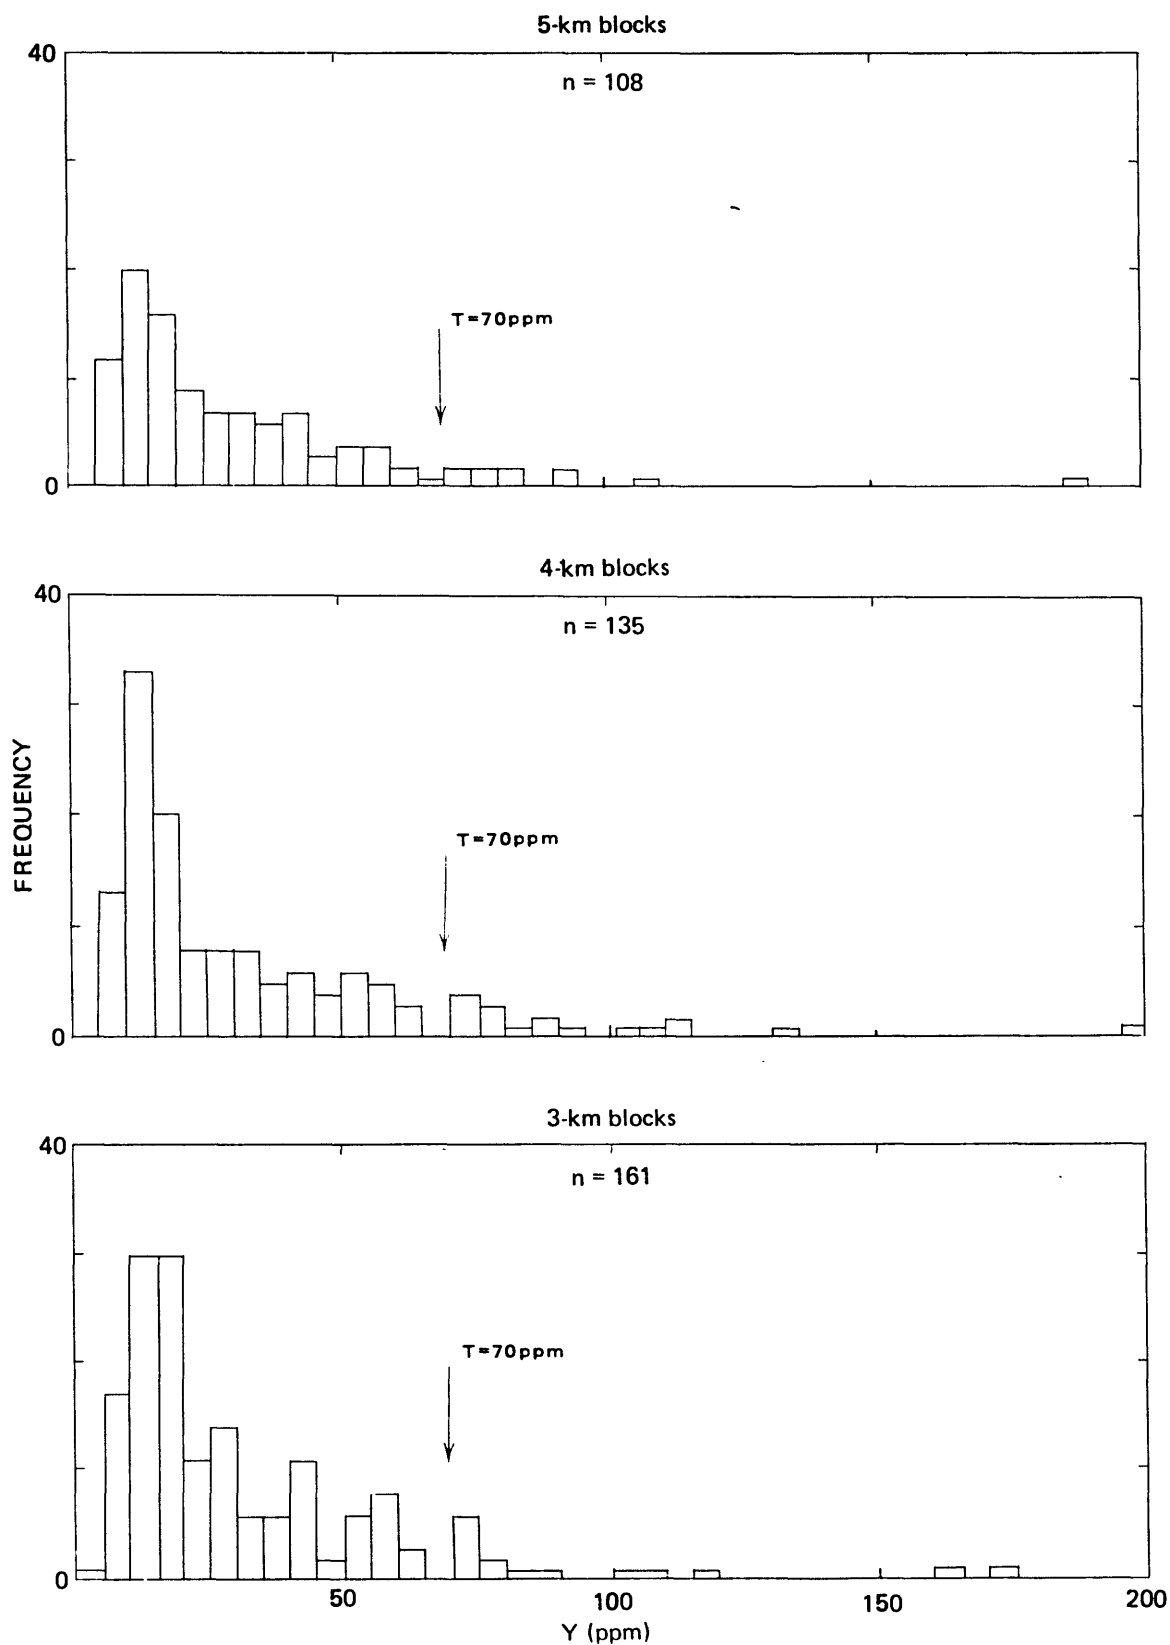 5-km blocks
40
n = 108
T=70ppm
0
4-km blocks
40
n = 135
FREQUENCY
T=70ppm
0
3-km blocks
40
n = 161
T=70ppm
0
50
100
150
200
Y (ppm)